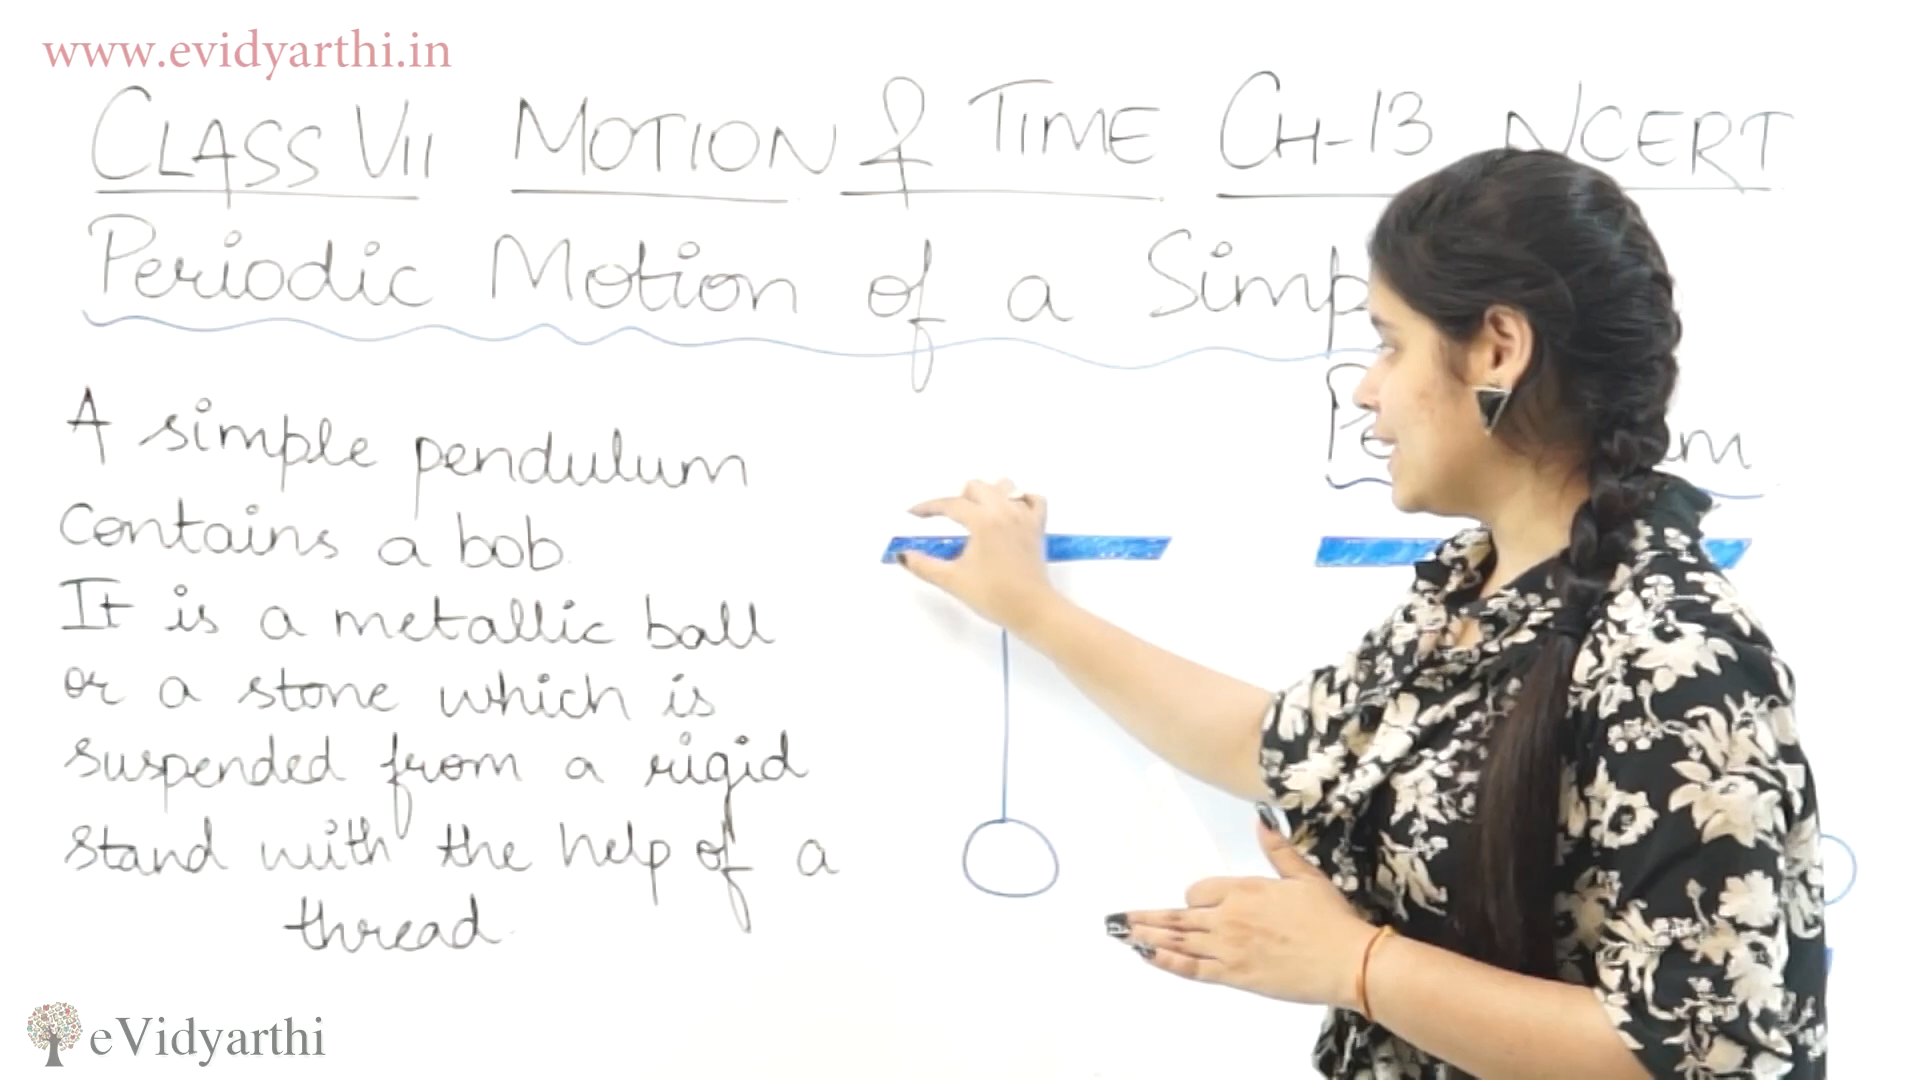 www.evidyarthi.in
CLASS VII MOTION & TIME CH-13 NCERT
Periodic Motion of a
A simple pendulum
contains a bob.
It is a metallic ball
or a stone which is
suspended from a rigid
stand with the help of a
thread.
eVidyarthi